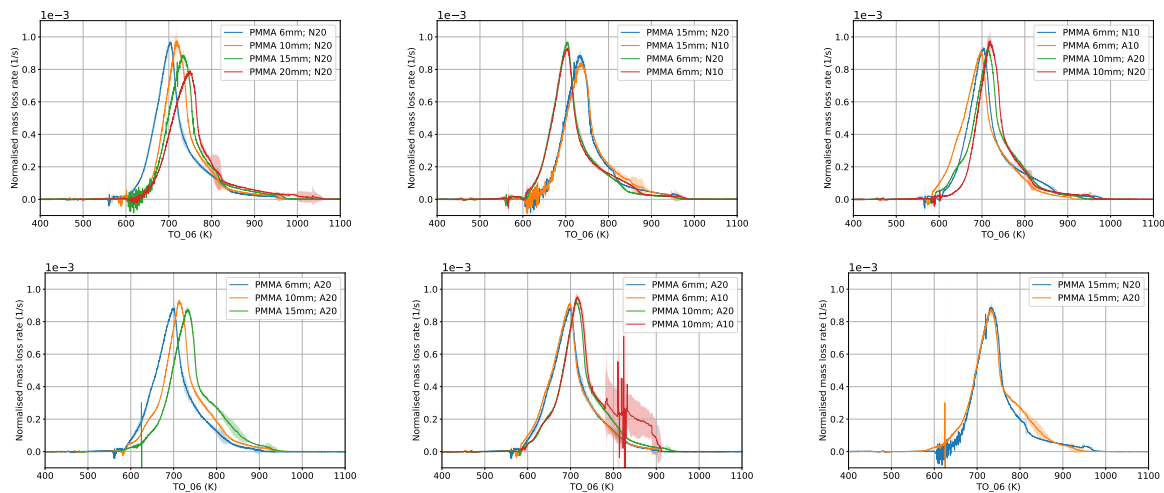 1e−3
Normalised mass loss rate (1/s)
1.0
0.8
0.6
0.4
0.2
0.0
400 500 600 700 800 900 1000 1100
TO_06 (K)
PMMA 6mm; N20
PMMA 10mm; N20
PMMA 15mm; N20
PMMA 20mm; N20
1e−3
Normalised mass loss rate (1/s)
1.0
0.8
0.6
0.4
0.2
0.0
400 500 600 700 800 900 1000 1100
TO_06 (K)
PMMA 15mm; N20
PMMA 15mm; N10
PMMA 6mm; N20
PMMA 6mm; N10
1e−3
Normalised mass loss rate (1/s)
1.0
0.8
0.6
0.4
0.2
0.0
400 500 600 700 800 900 1000 1100
TO_06 (K)
PMMA 6mm; N10
PMMA 6mm; A10
PMMA 10mm; A20
PMMA 10mm; N20
1e−3
Normalised mass loss rate (1/s)
1.0
0.8
0.6
0.4
0.2
0.0
400 500 600 700 800 900 1000 1100
TO_06 (K)
PMMA 6mm; A20
PMMA 10mm; A20
PMMA 15mm; A20
1e−3
Normalised mass loss rate (1/s)
1.0
0.8
0.6
0.4
0.2
0.0
400 500 600 700 800 900 1000 1100
TO_06 (K)
PMMA 6mm; A20
PMMA 6mm; A10
PMMA 10mm; A20
PMMA 10mm; A10
1e−3
Normalised mass loss rate (1/s)
1.0
0.8
0.6
0.4
0.2
0.0
400 500 600 700 800 900 1000 1100
TO_06 (K)
PMMA 15mm; N20
PMMA 15mm; A20